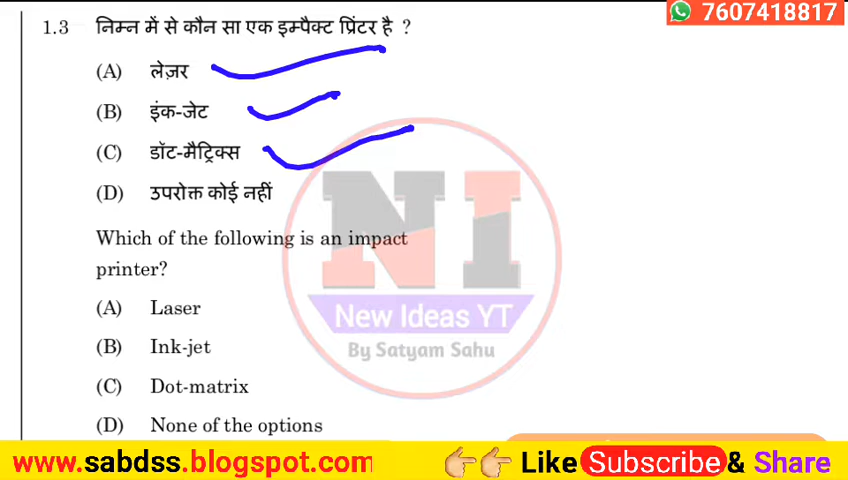 7607418817
1.3 निम्न में से कौन सा एक इम्पैक्ट प्रिंटर है ?
(A) लेज़र
(B) इंक-जेट
(C) डॉट-मैट्रिक्स
(D) उपरोक्त कोई नहीं
Which of the following is an impact
printer?
(A) Laser
(B) Ink-jet
(C) Dot-matrix
(D) None of the options
NI
New Ideas YT
By Satyam Sahu
www.sabdss.blogspot.com
Like Subscribe & Share